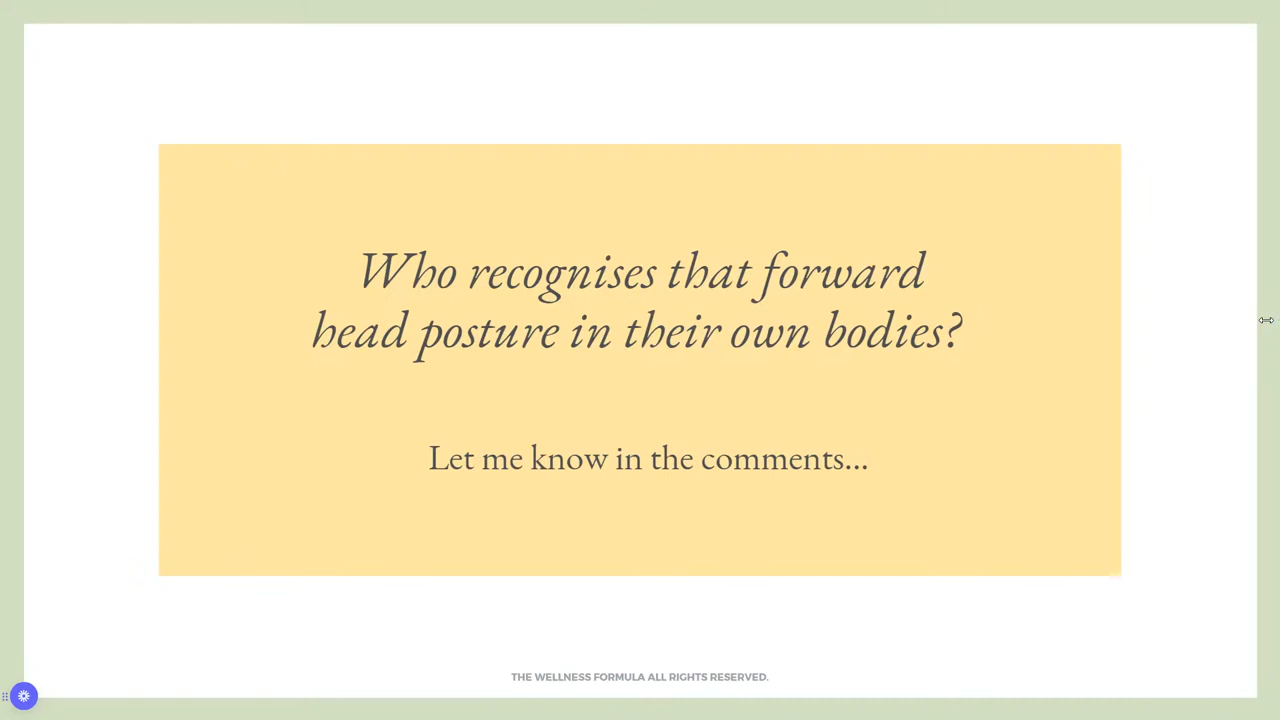 Who recognises that forward
head posture in their own bodies?
Let me know in the comments...
THE WELLNESS FORMULA ALL RIGHTS RESERVED.